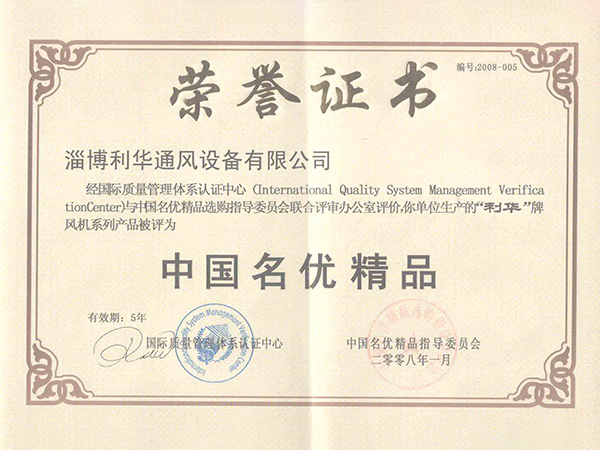 荣誉证书
编号:2008-005
淄博利华通风设备有限公司
经国际质量管理体系认证中心 (International Quality System Management Verifica
tionCenter)与中国名优精品选购指导委员会联合评审办公室评价,你单位生产的“利华”牌
风机系列产品被评为
中国名优精品
有效期: 5年
国际质量管理体系认证中心
中国名优精品指导委员会
二零零八年一月
International Quality System Management Verification Center